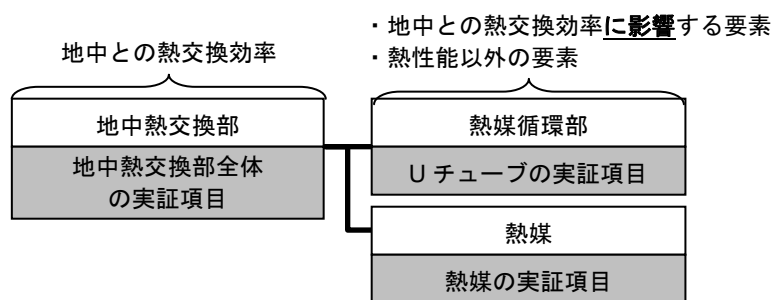 ・地中との熱交換効率に影響する要素
・熱性能以外の要素
地中との熱交換効率
地中熱交換部
地中熱交換部全体
の実証項目
熱媒循環部
Uチューブの実証項目
熱媒
熱媒の実証項目